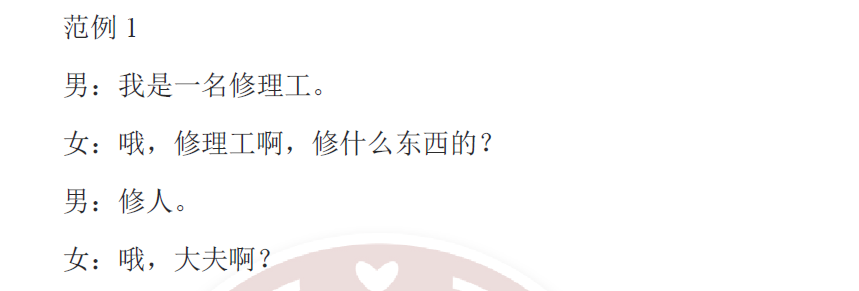 范例 1
男：我是一名修理工。
女：哦，修理工啊，修什么东西的？
男：修人。
女：哦，大夫啊？